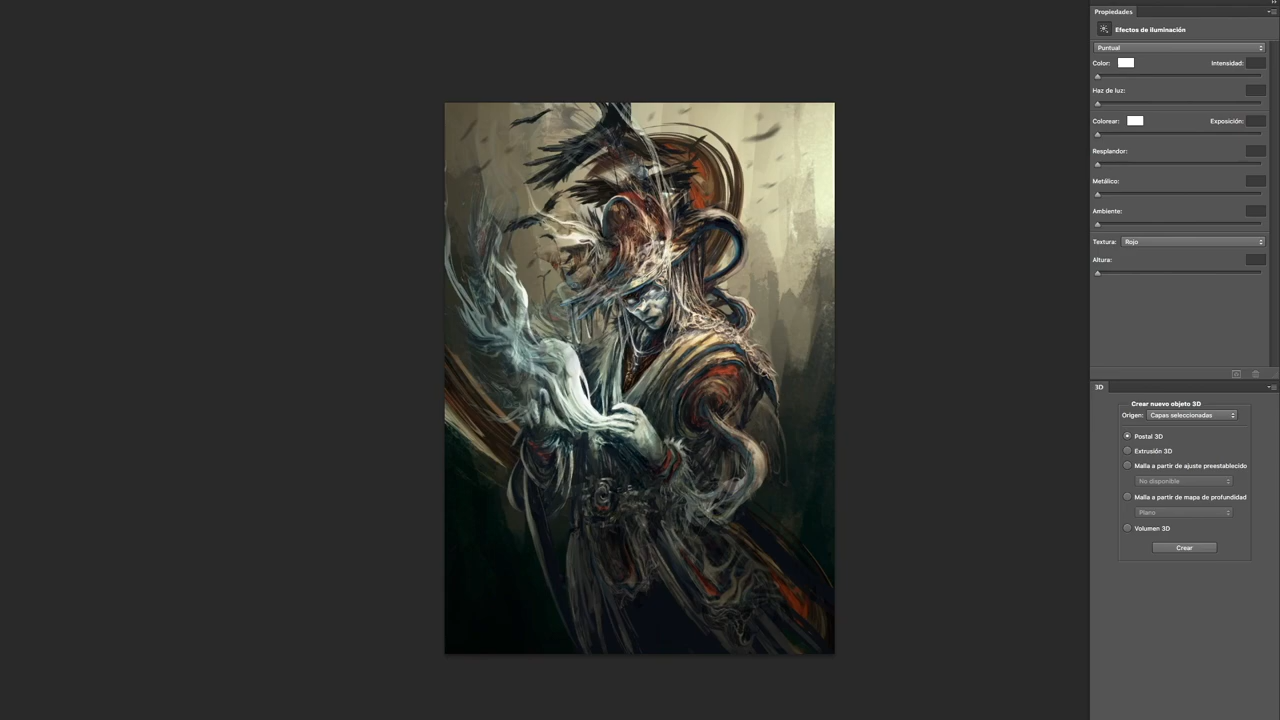 Propiedades
Efectos de iluminación
Puntual
Color: Intensidad:
Haz de luz:
Colorear: Exposición:
Resplandor:
Metálico:
Ambiente:
Textura: Rojo
Altura:
3D
Crear nuevo objeto 3D
Origen: Capas seleccionadas
Postal 3D
Extrusión 3D
Malla a partir de ajuste preestablecido
No disponible
Malla a partir de mapa de profundidad
Plano
Volumen 3D
Crear